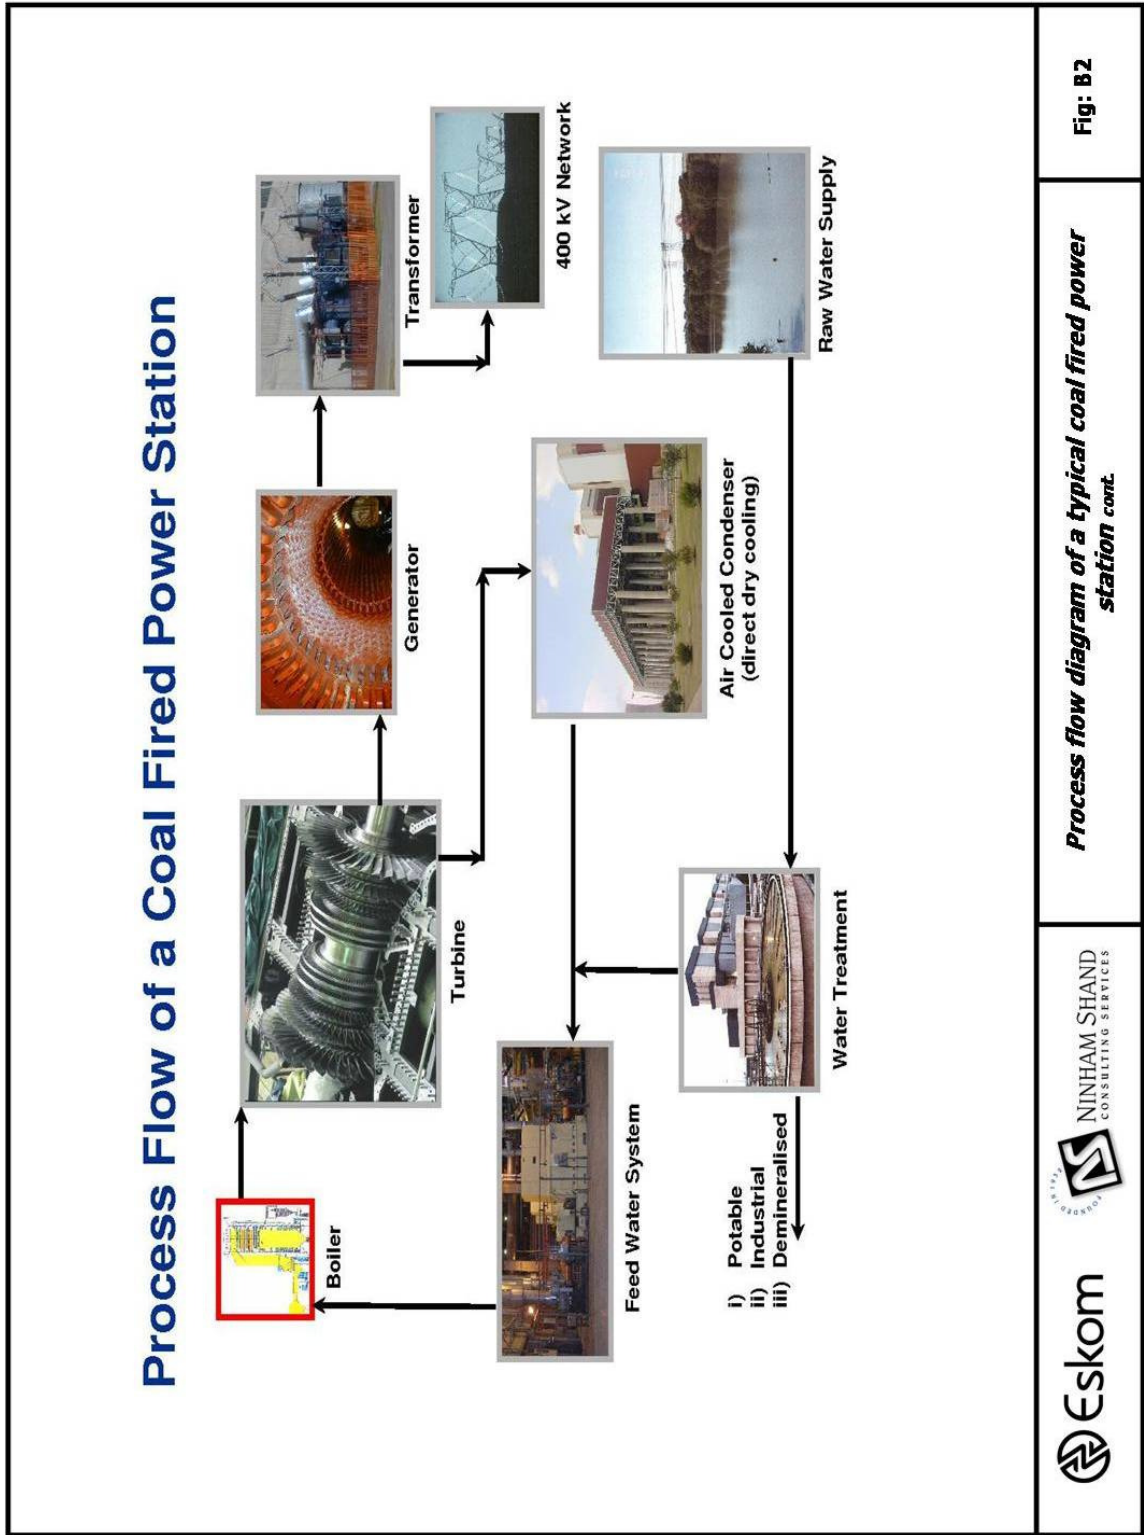 Process Flow of a Coal Fired Power Station
Boiler
Turbine
Generator
Transformer
400 kV Network
Air Cooled Condenser
(direct dry cooling)
Feed Water System
Water Treatment
Raw Water Supply
i) Potable
ii) Industrial
iii) Demineralised
Eskom
FOUNDED IN
NINHAM SHAND
CONSULTING SERVICES
Process flow diagram of a typical coal fired power
station cont.
Fig: B2